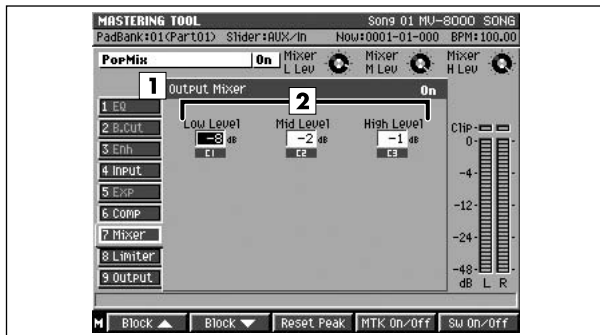 MASTERING TOOL Song 01 MV-8000 SONG
PadBank:01(Part01) Slider:AUX/In Now:0001-01-000 BPM:100.00
PopMix On Mixer L Lev Mixer M Lev Mixer H Lev
1
Output Mixer On
2
1 EQ
2 B.Cut
3 Enh
4 Input
5 Exp
6 Comp
7 Mixer
8 Limiter
9 Output
Low Level Mid Level High Level
-8 dB -2 dB -1 dB
C1 C2 C3
Clip-
0-
-4-
-12-
-24-
-48-
dB L R
M Block ▲ Block ▼ Reset Peak MTK On/Off Sw On/Off